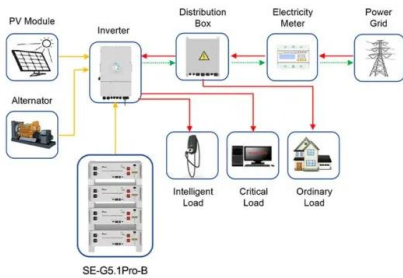 PV Module
Inverter
Distribution
Box
Electricity
Meter
Power
Grid
Alternator
Intelligent
Load
Critical
Load
Ordinary
Load
SE-G5.1Pro-B